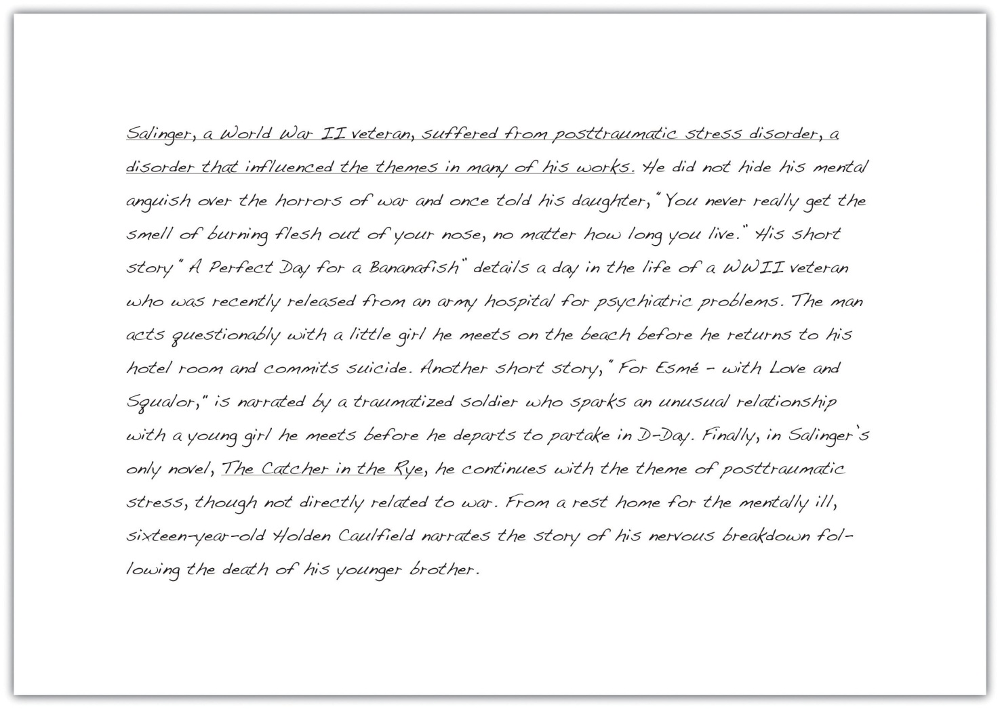 Salinger, a World War II veteran, suffered from posttraumatic stress disorder, a
disorder that influenced the themes in many of his works. He did not hide his mental
anguish over the horrors of war and once told his daughter, "You never really get the
smell of burning flesh out of your nose, no matter how long you live." His short
story "A Perfect Day for a Bananafish" details a day in the life of a WWII veteran
who was recently released from an army hospital for psychiatric problems. The man
acts questionably with a little girl he meets on the beach before he returns to his
hotel room and commits suicide. Another short story, "For Esmé - with Love and
Squalor," is narrated by a traumatized soldier who sparks an unusual relationship
with a young girl he meets before he departs to partake in D-Day. Finally, in Salinger's
only novel, The Catcher in the Rye, he continues with the theme of posttraumatic
stress, though not directly related to war. From a rest home for the mentally ill,
sixteen-year-old Holden Caulfield narrates the story of his nervous breakdown fol-
lowing the death of his younger brother.